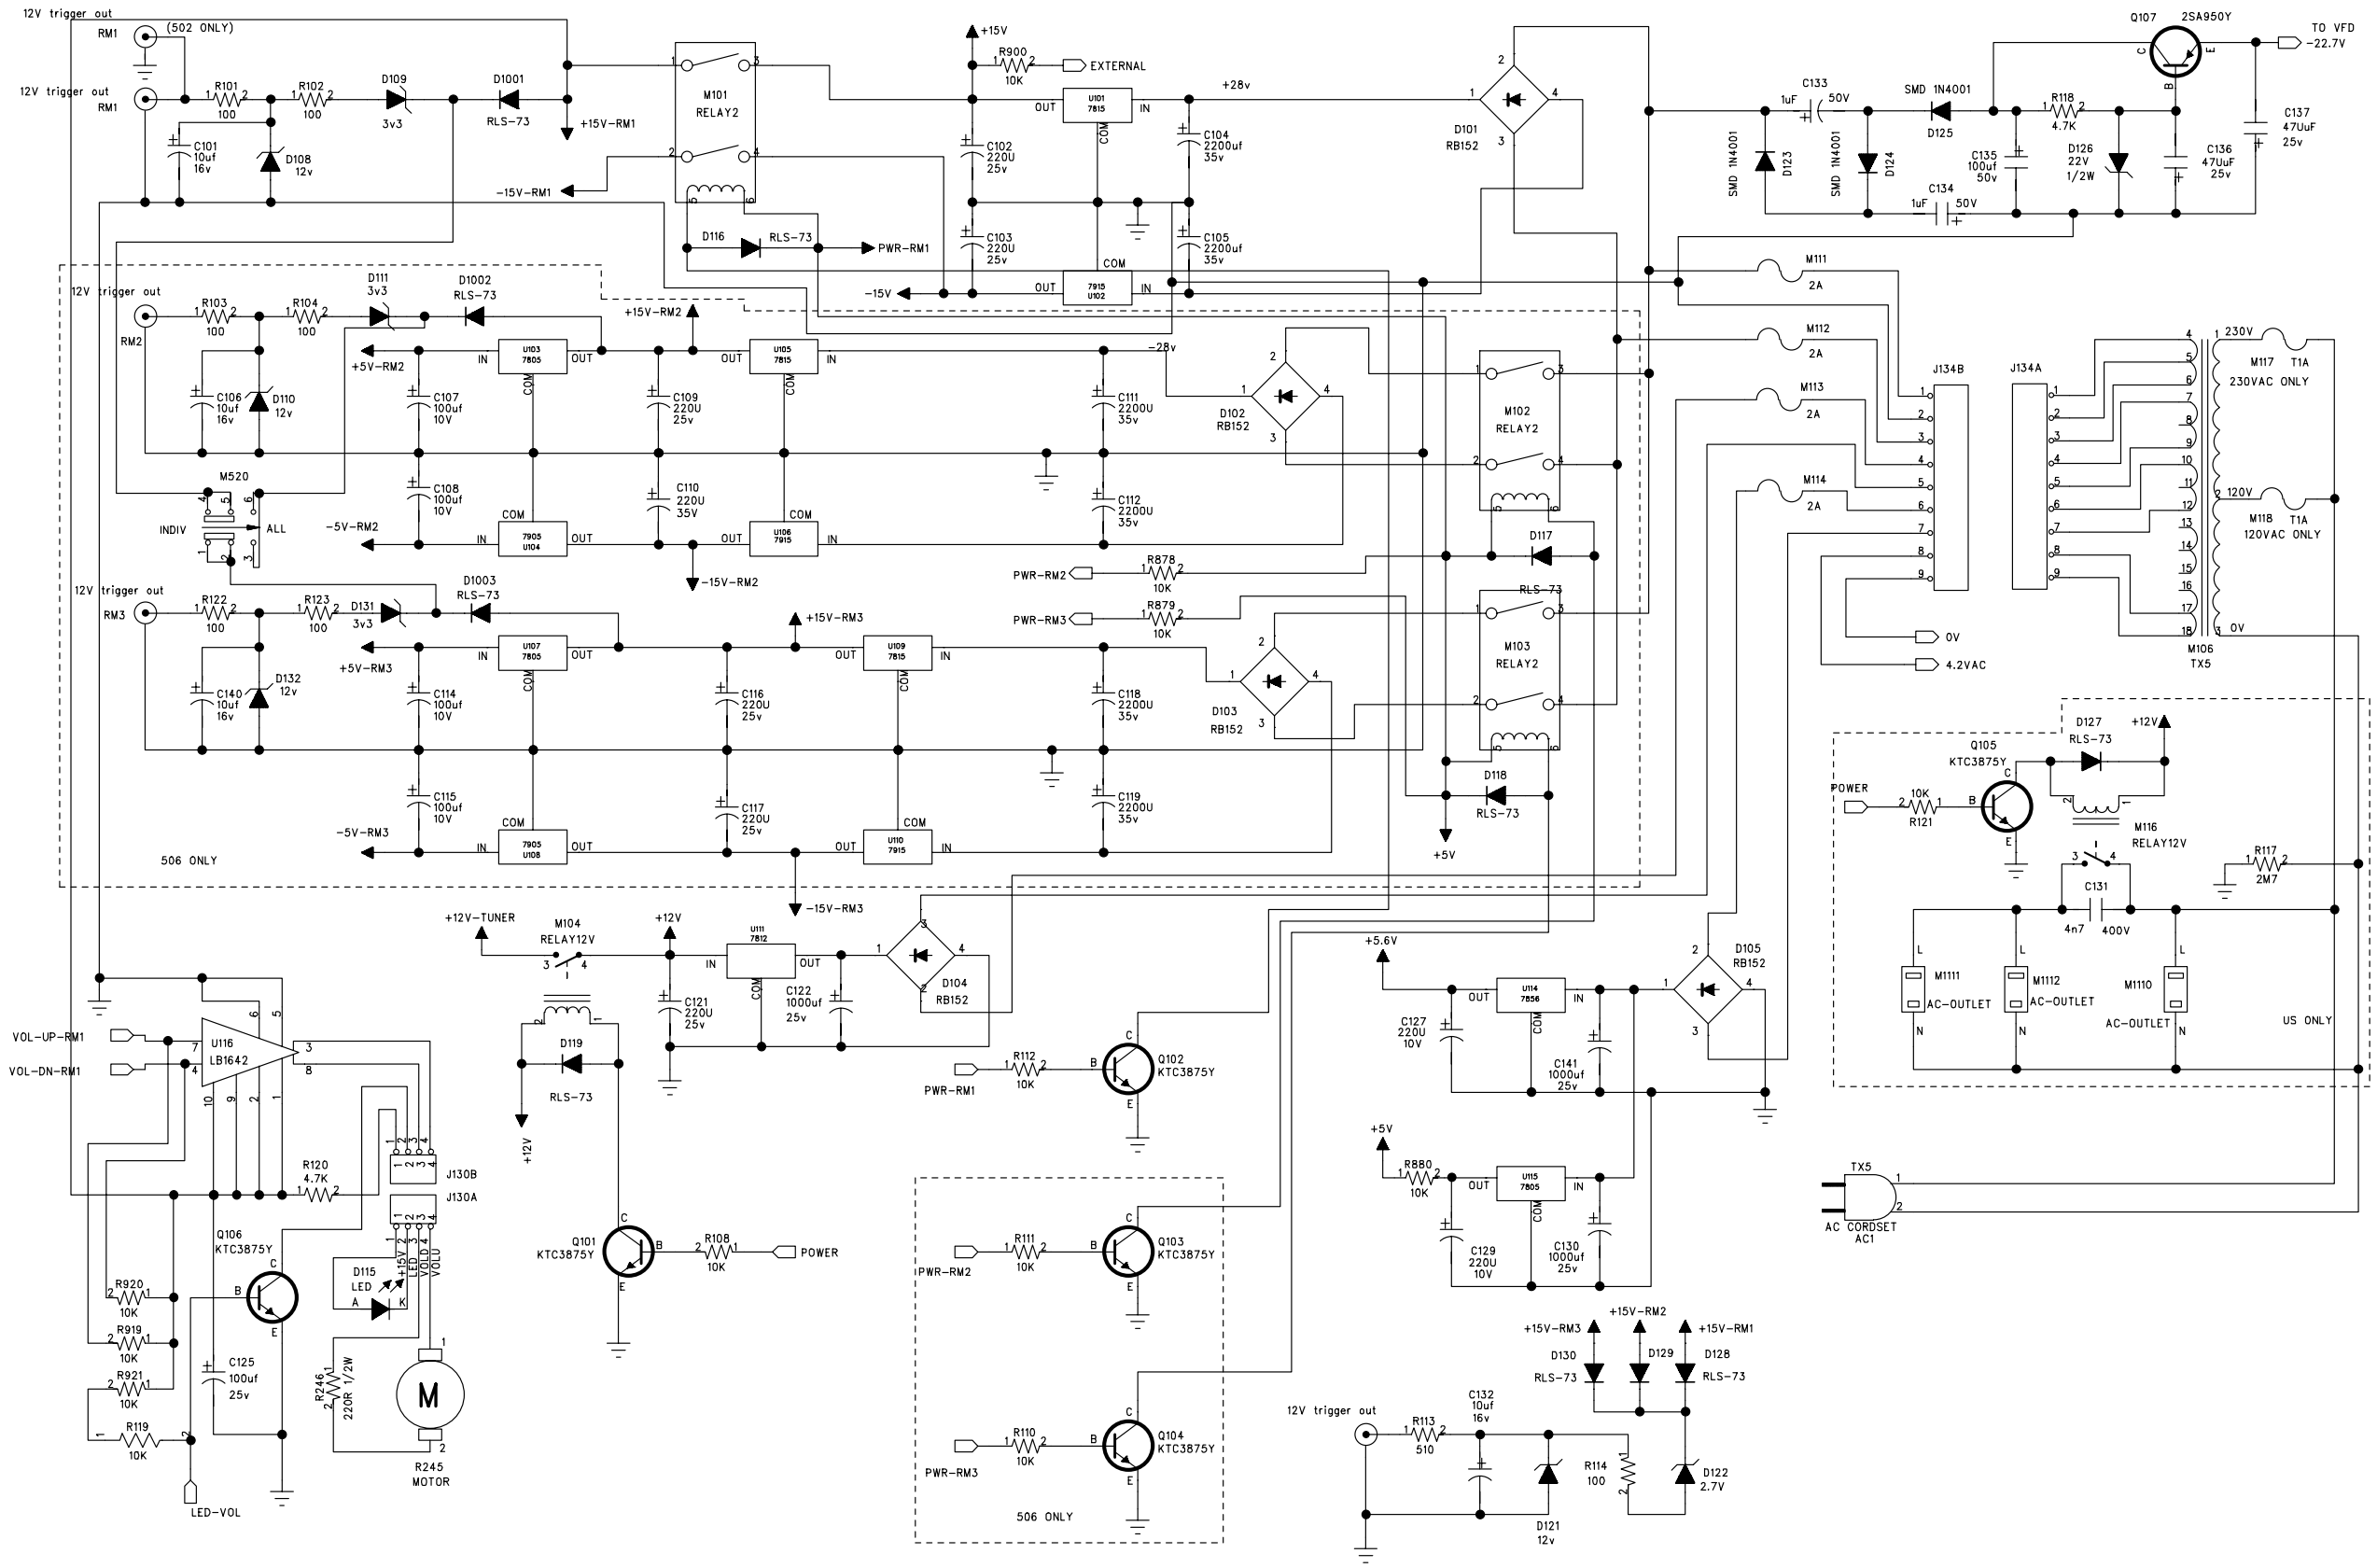 12V trigger out
RM1
(502 ONLY)
12V trigger out
RM1
R101
100
R102
100
D109
3v3
D1001
RLS-73
+15V-RM1
C101
10uf
16v
D108
12v
-15V-RM1
M101
RELAY2
D116
RLS-73
PWR-RM1
+15V
R900
10K
EXTERNAL
OUT
U101
7815
IN
COM
+28v
C102
220U
25v
C104
2200uf
35v
C103
220U
25v
C105
2200uf
35v
COM
-15V
OUT
7915
U102
IN
D101
RB152
Q107
2SA950Y
TO VFD
-22.7V
C133
1uF
50V
SMD 1N4001
D125
R118
4.7K
C137
47UuF
25v
SMD 1N4001
D123
SMD 1N4001
D124
C135
100uf
50v
D126
22V
1/2W
C136
47UuF
25v
C134
1uF
50V
12V trigger out
RM2
R103
100
R104
100
D111
3v3
D1002
RLS-73
+15V-RM2
+5V-RM2
IN
U103
7805
OUT
COM
OUT
U105
7815
IN
COM
-28v
C106
10uf
16v
D110
12v
C107
100uf
10V
C109
220U
25v
C111
2200U
35v
D102
RB152
M102
RELAY2
M520
INDIV
ALL
C108
100uf
10V
C110
220U
35V
C112
2200U
35v
-5V-RM2
IN
COM
7905
U104
OUT
OUT
COM
U106
7915
IN
-15V-RM2
PWR-RM2
R878
10K
D117
RLS-73
M111
2A
M112
2A
M113
2A
M114
2A
J134B
J134A
0V
4.2VAC
230V
M117
T1A
230VAC ONLY
120V
M118
T1A
120VAC ONLY
0V
M106
TX5
12V trigger out
RM3
R122
100
R123
100
D131
3v3
D1003
RLS-73
+15V-RM3
PWR-RM3
R879
10K
+5V-RM3
IN
U107
7805
OUT
COM
OUT
U109
7815
IN
COM
C140
10uf
16v
D132
12v
C114
100uf
10V
C116
220U
25v
C118
2200U
35v
D103
RB152
M103
RELAY2
C115
100uf
10V
C117
220U
25v
C119
2200U
35v
-5V-RM3
IN
COM
7905
U108
OUT
OUT
COM
U110
7915
IN
-15V-RM3
506 ONLY
D118
RLS-73
+5V
POWER
10K
R121
Q105
KTC3875Y
D127
RLS-73
+12V
M116
RELAY12V
R117
2M7
C131
4n7
400V
M1111
AC-OUTLET
M1112
AC-OUTLET
M1110
AC-OUTLET
US ONLY
+12V-TUNER
M104
RELAY12V
+12V
IN
U111
7812
OUT
COM
C121
220U
25v
C122
1000uf
25v
D104
RB152
D119
RLS-73
+12V
VOL-UP-RM1
VOL-DN-RM1
U116
LB1642
R120
4.7K
J130B
J130A
+15V
LED
VOLD
VOLU
D115
LED
A
K
Q106
KTC3875Y
R920
10K
R919
10K
R921
10K
R119
10K
LED-VOL
C125
100uf
25v
R246
220R 1/2W
M
R245
MOTOR
Q101
KTC3875Y
R108
10K
POWER
PWR-RM1
R112
10K
Q102
KTC3875Y
PWR-RM2
R111
10K
Q103
KTC3875Y
PWR-RM3
R110
10K
Q104
KTC3875Y
506 ONLY
+5.6V
OUT
U114
7856
IN
COM
C127
220U
10V
C141
1000uf
25v
D105
RB152
+5V
R880
10K
OUT
U115
7805
IN
COM
C129
220U
10V
C130
1000uf
25v
TX5
AC CORDSET
AC1
+15V-RM2
+15V-RM3
+15V-RM1
D130
RLS-73
D129
D128
RLS-73
12V trigger out
R113
510
C132
10uf
16v
R114
100
D122
2.7V
D121
12v